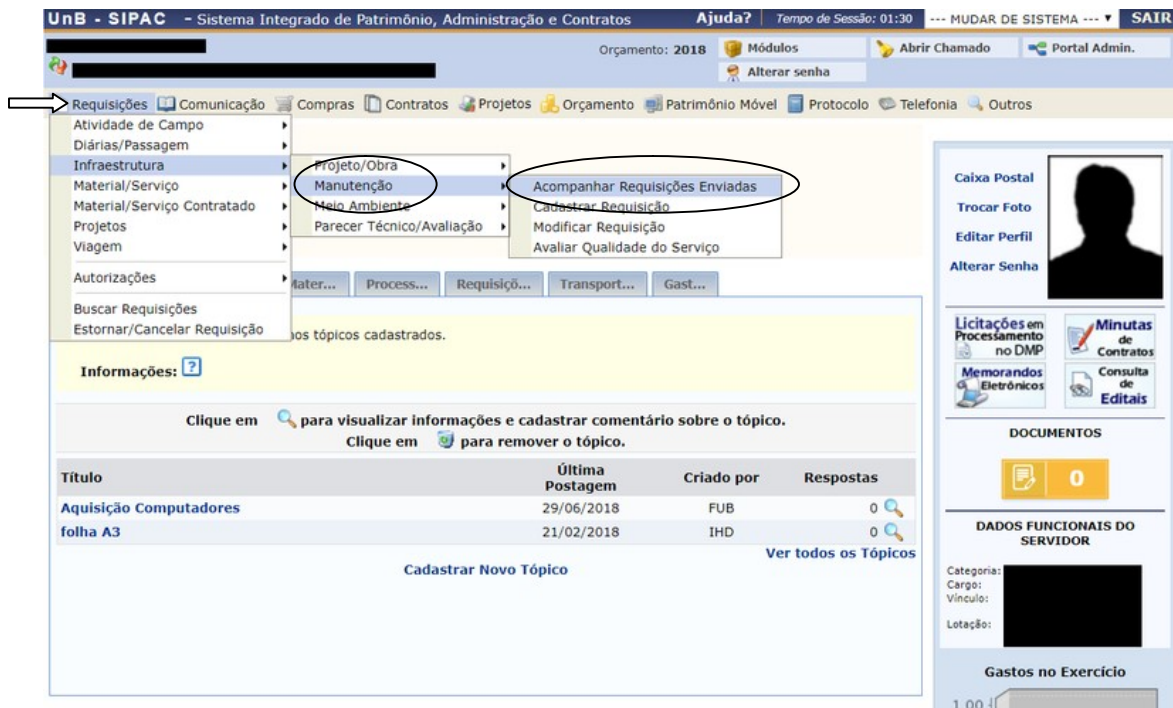 UnB - SIPAC - Sistema Integrado de Patrimônio, Administração e Contratos Ajuda? Tempo de Sessão: 01:30 --- MUDAR DE SISTEMA --- SAIR
Orçamento: 2018 Módulos Abrir Chamado Portal Admin.
Alterar senha
Requisições Comunicação Compras Contratos Projetos Orçamento Patrimônio Móvel Protocolo Telefonia Outros
Atividade de Campo
Diárias/Passagem
Infraestrutura
Material/Serviço
Material/Serviço Contratado
Projetos
Viagem
Autorizações
Buscar Requisições
Estornar/Cancelar Requisição
Projeto/Obra
Manutenção
Meio Ambiente
Parecer Técnico/Avaliação
Acompanhar Requisições Enviadas
Cadastrar Requisição
Modificar Requisição
Avaliar Qualidade do Serviço
Mater... Process... Requisiçõ... Transport... Gast...
tópicos cadastrados.
Informações: ?
Clique em para visualizar informações e cadastrar comentário sobre o tópico.
Clique em para remover o tópico.
Título Última Postagem Criado por Respostas
Aquisição Computadores 29/06/2018 FUB 0
folha A3 21/02/2018 IHD 0
Ver todos os Tópicos
Cadastrar Novo Tópico
Caixa Postal
Trocar Foto
Editar Perfil
Alterar Senha
Licitações em
Processamento
no DMP
Minutas
de
Contratos
Memorandos
Eletrônicos
Consulta
de
Editais
DOCUMENTOS
0
DADOS FUNCIONAIS DO
SERVIDOR
Categoria:
Cargo:
Vínculo:
Lotação:
Gastos no Exercício
1,00